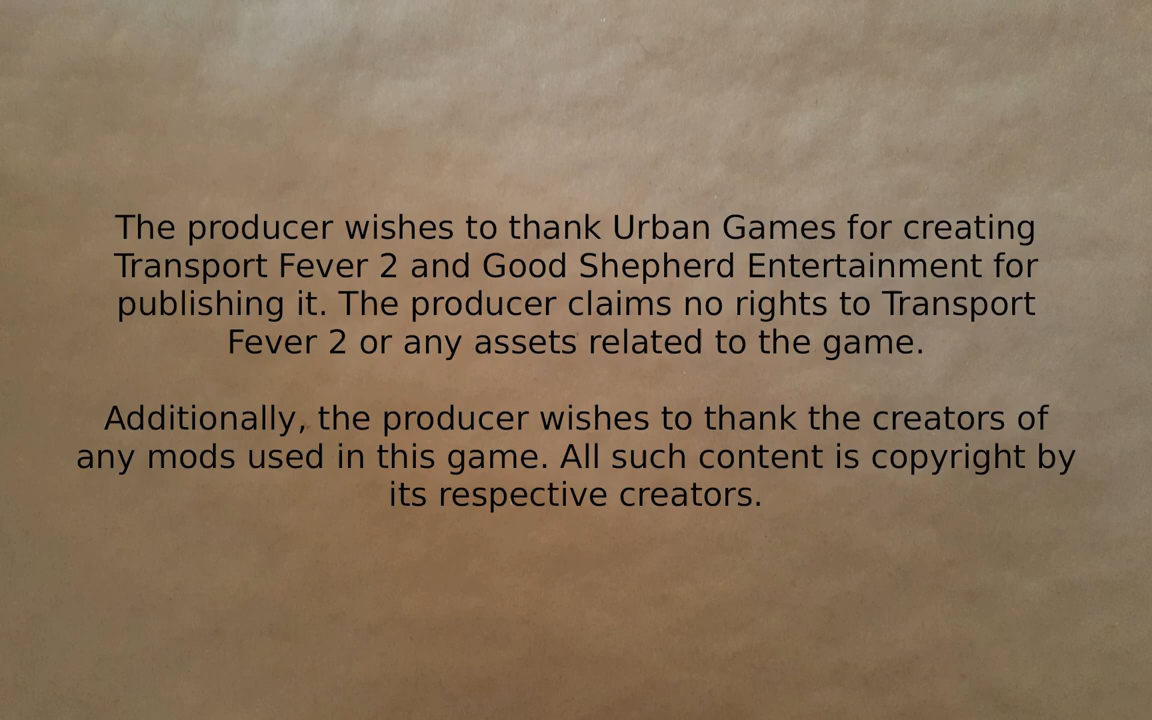 The producer wishes to thank Urban Games for creating
Transport Fever 2 and Good Shepherd Entertainment for
publishing it. The producer claims no rights to Transport
Fever 2 or any assets related to the game.
Additionally, the producer wishes to thank the creators of
any mods used in this game. All such content is copyright by
its respective creators.